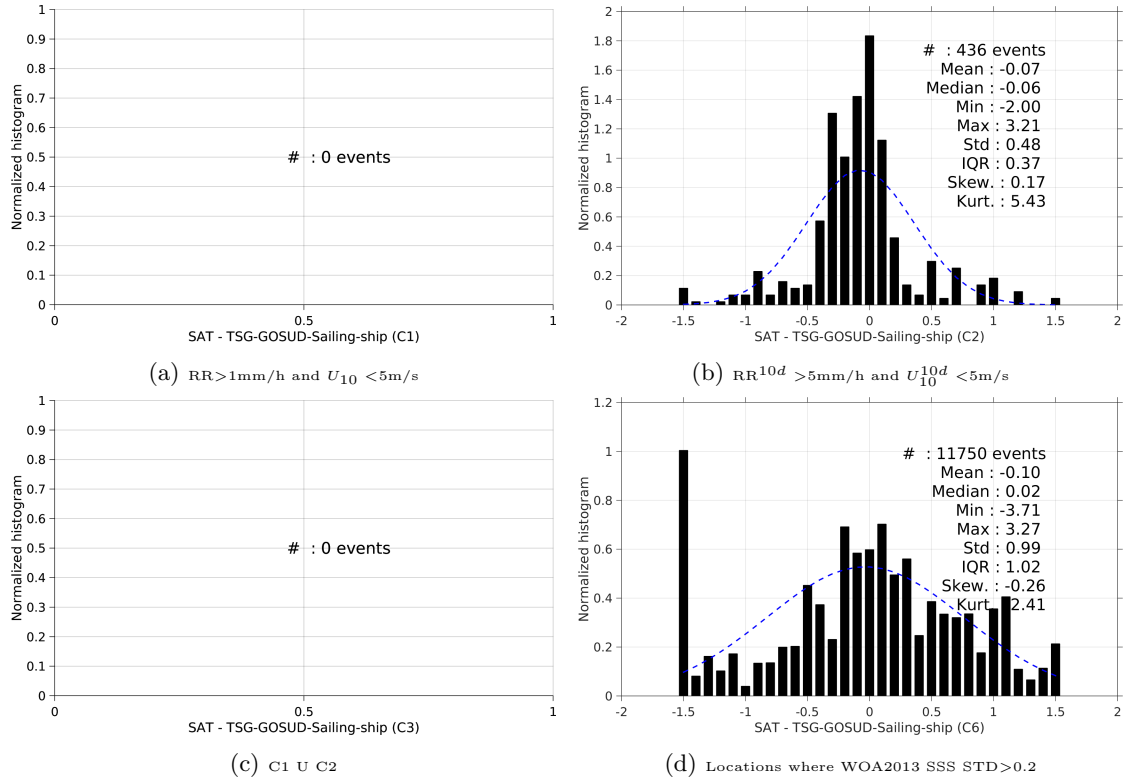 1
0.9
0.8
0.7
0.6
0.5
0.4
0.3
0.2
0.1
0
Normalized histogram
# : 0 events
0 0.5 1
SAT - TSG-GOSUD-Sailing-ship (C1)
(a) RR>1mm/h and U10 <5m/s
2
1.8
1.6
1.4
1.2
1
0.8
0.6
0.4
0.2
0
Normalized histogram
# : 436 events
Mean : -0.07
Median : -0.06
Min : -2.00
Max : 3.21
Std : 0.48
IQR : 0.37
Skew. : 0.17
Kurt. : 5.43
-2 -1.5 -1 -0.5 0 0.5 1 1.5 2
SAT - TSG-GOSUD-Sailing-ship (C2)
(b) RR^10d >5mm/h and U10^10d <5m/s
1
0.9
0.8
0.7
0.6
0.5
0.4
0.3
0.2
0.1
0
Normalized histogram
# : 0 events
0 0.5 1
SAT - TSG-GOSUD-Sailing-ship (C3)
(c) C1 U C2
1.2
1
0.8
0.6
0.4
0.2
0
Normalized histogram
# : 11750 events
Mean : -0.10
Median : 0.02
Min : -3.71
Max : 3.27
Std : 0.99
IQR : 1.02
Skew. : -0.26
Kurt. : 2.41
-2 -1.5 -1 -0.5 0 0.5 1 1.5 2
SAT - TSG-GOSUD-Sailing-ship (C6)
(d) Locations where WOA2013 SSS STD>0.2